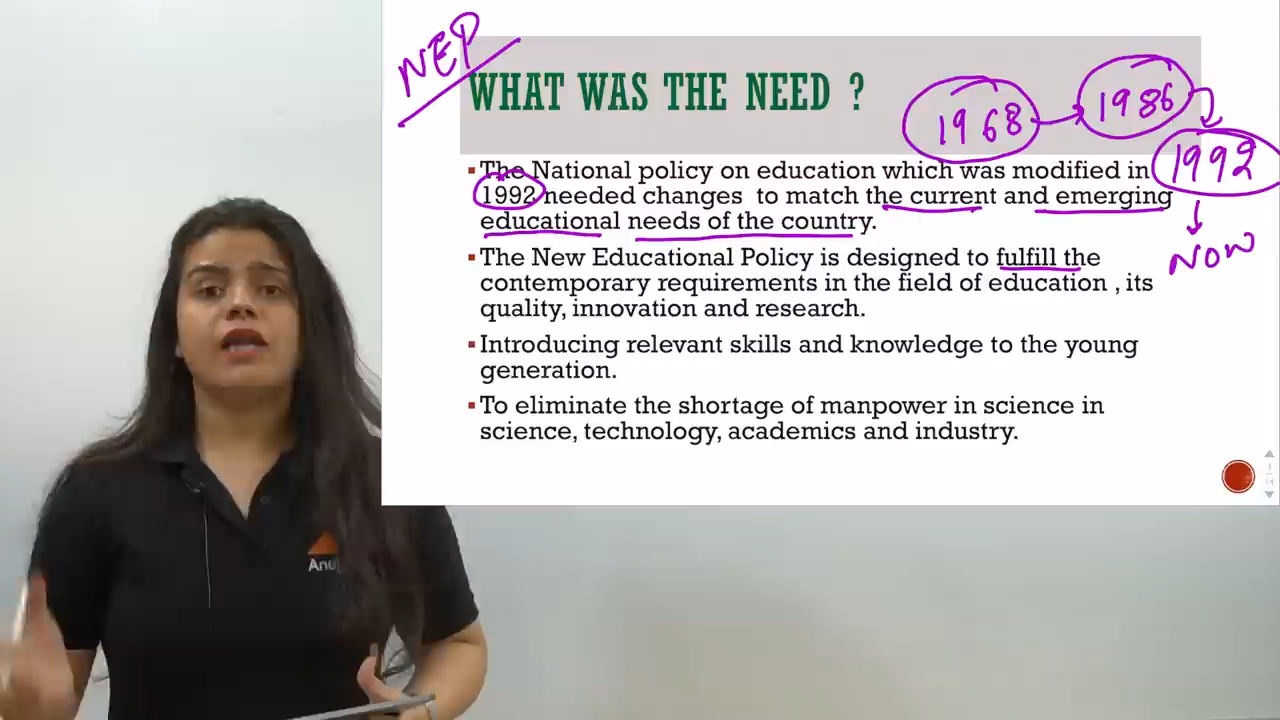 NEP
WHAT WAS THE NEED ?
1968
1986
1992
NOW
▪The National policy on education which was modified in
1992 needed changes to match the current and emerging
educational needs of the country.
▪The New Educational Policy is designed to fulfill the
contemporary requirements in the field of education , its
quality, innovation and research.
▪Introducing relevant skills and knowledge to the young
generation.
▪To eliminate the shortage of manpower in science in
science, technology, academics and industry.